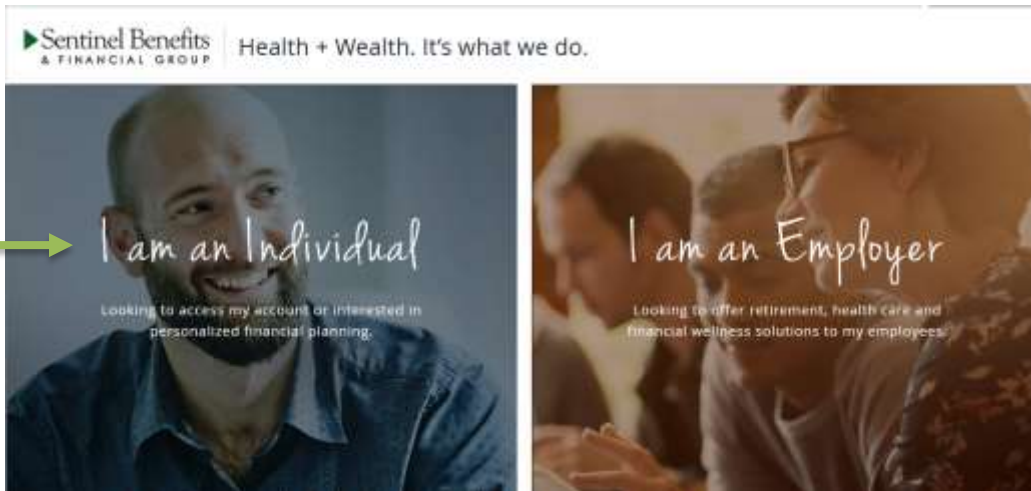 Sentinel Benefits
& FINANCIAL GROUP
Health + Wealth. It's what we do.
I am an Individual
Looking to access my account or interested in
personalized financial planning.
I am an Employer
Looking to offer retirement, health care and
financial wellness solutions to my employees.